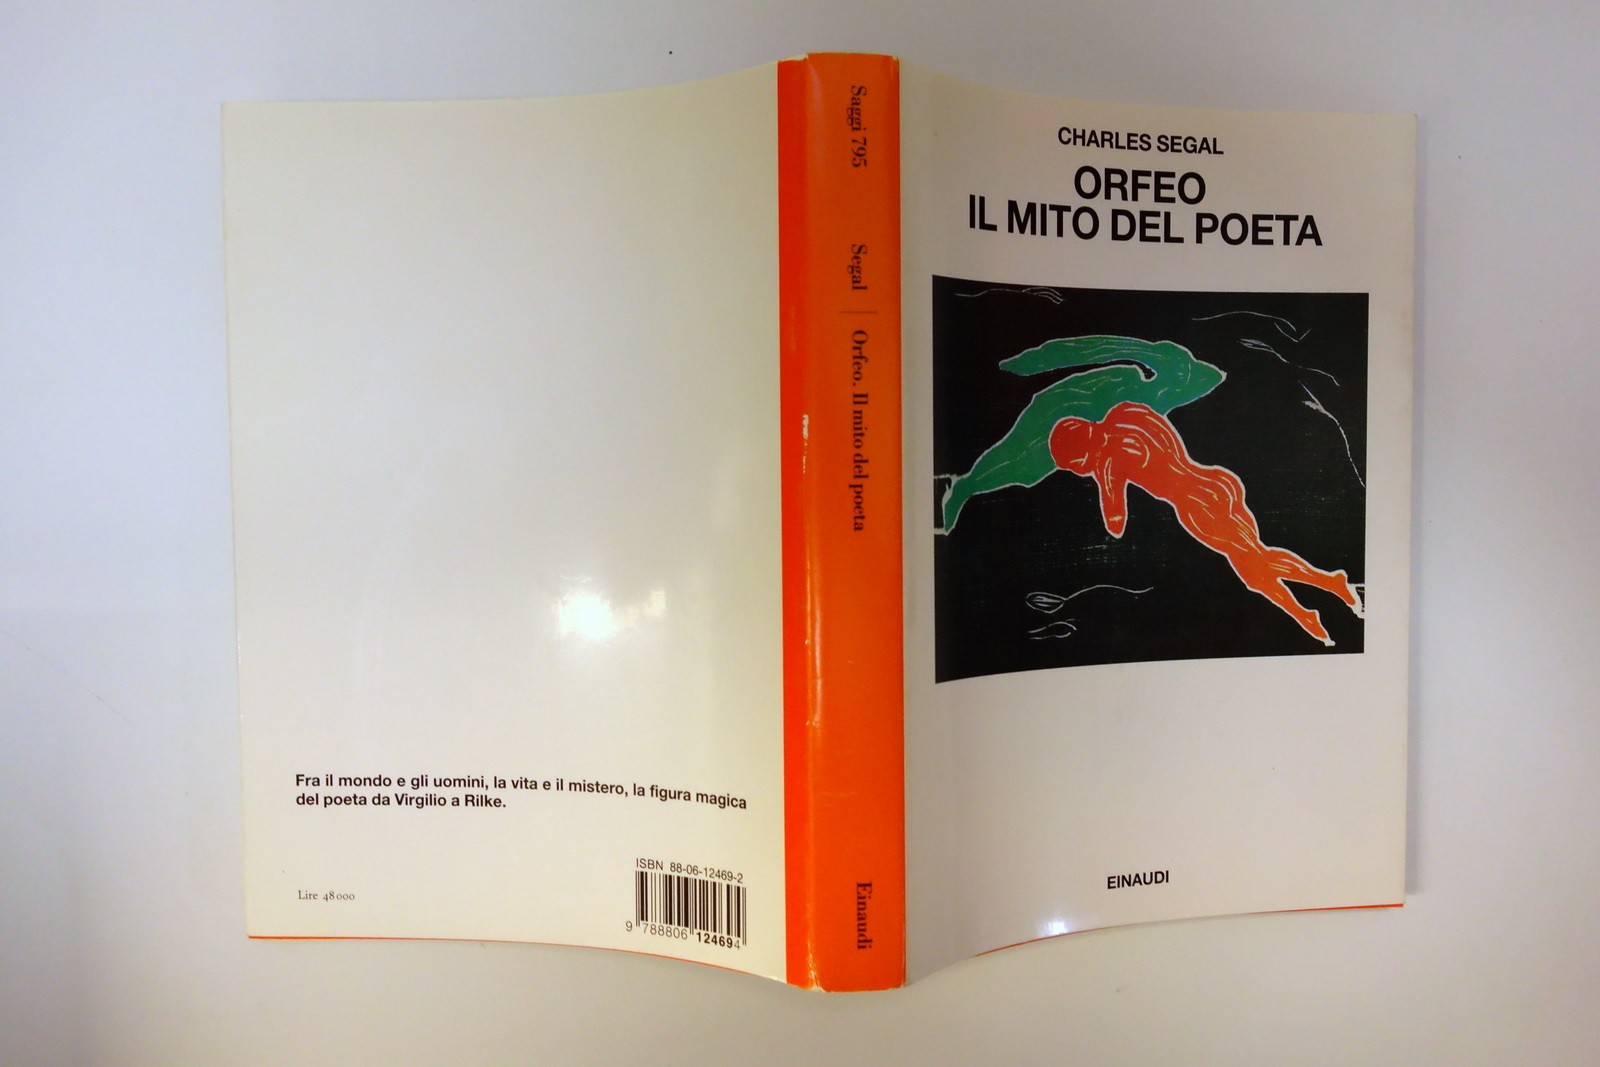 Fra il mondo e gli uomini, la vita e il mistero, la figura magica
del poeta da Virgilio a Rilke.
Lire 48000
ISBN 88-06-12469-2
9 788806 124694
Saggi 795
Segal
Orfeo. Il mito del poeta
Einaudi
CHARLES SEGAL
ORFEO
IL MITO DEL POETA
EINAUDI